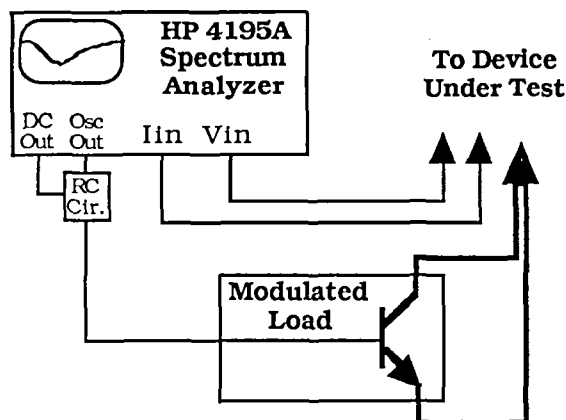 HP 4195A
Spectrum
Analyzer
DC Osc
Out Out
Iin Vin
RC
Cir.
To Device
Under Test
Modulated
Load